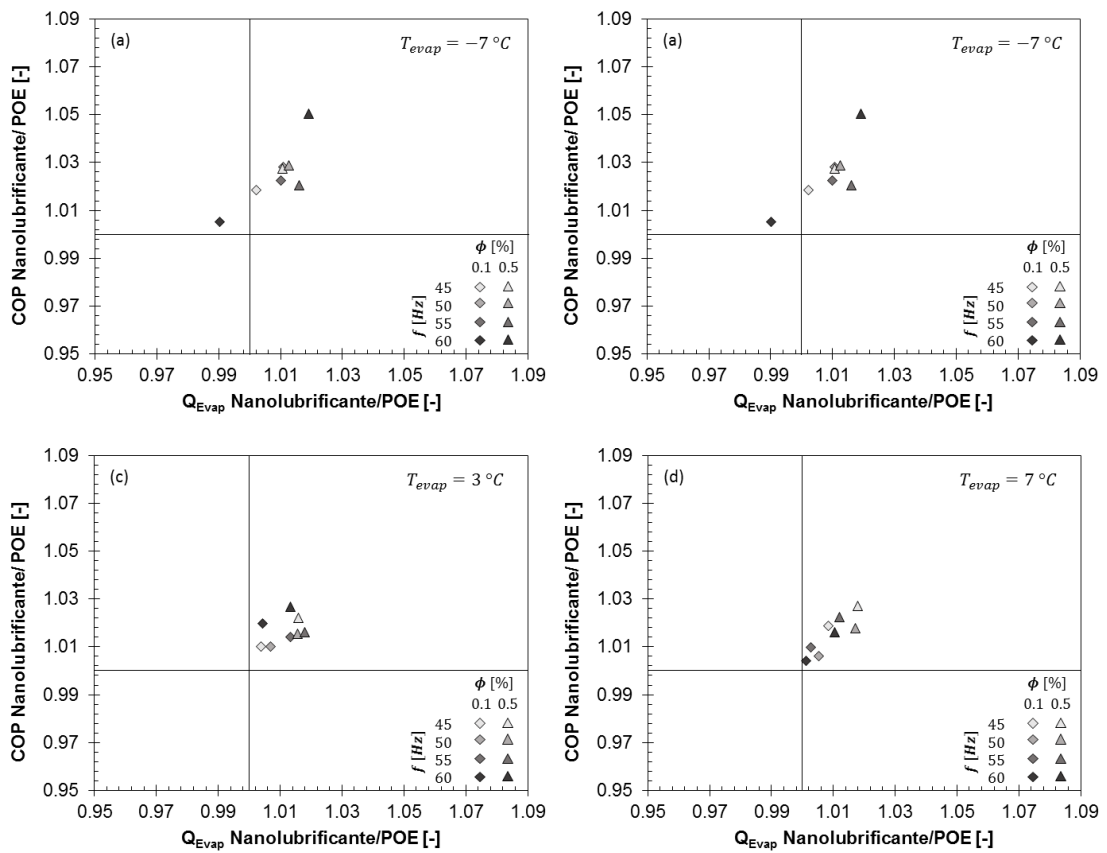 (a)
T_evap = −7 °C
COP Nanolubrificante/ POE [-]
1.09
1.07
1.05
1.03
1.01
0.99
0.97
0.95
ϕ [%]
0.1 0.5
f [Hz]
45
50
55
60
0.95 0.97 0.99 1.01 1.03 1.05 1.07 1.09
Q_Evap Nanolubrificante/POE [-]
(a)
T_evap = −7 °C
COP Nanolubrificante/ POE [-]
1.09
1.07
1.05
1.03
1.01
0.99
0.97
0.95
ϕ [%]
0.1 0.5
f [Hz]
45
50
55
60
0.95 0.97 0.99 1.01 1.03 1.05 1.07 1.09
Q_Evap Nanolubrificante/POE [-]
(c)
T_evap = 3 °C
COP Nanolubrificante/ POE [-]
1.09
1.07
1.05
1.03
1.01
0.99
0.97
0.95
ϕ [%]
0.1 0.5
f [Hz]
45
50
55
60
0.95 0.97 0.99 1.01 1.03 1.05 1.07 1.09
Q_Evap Nanolubrificante/POE [-]
(d)
T_evap = 7 °C
COP Nanolubrificante/ POE [-]
1.09
1.07
1.05
1.03
1.01
0.99
0.97
0.95
ϕ [%]
0.1 0.5
f [Hz]
45
50
55
60
0.95 0.97 0.99 1.01 1.03 1.05 1.07 1.09
Q_Evap Nanolubrificante/POE [-]